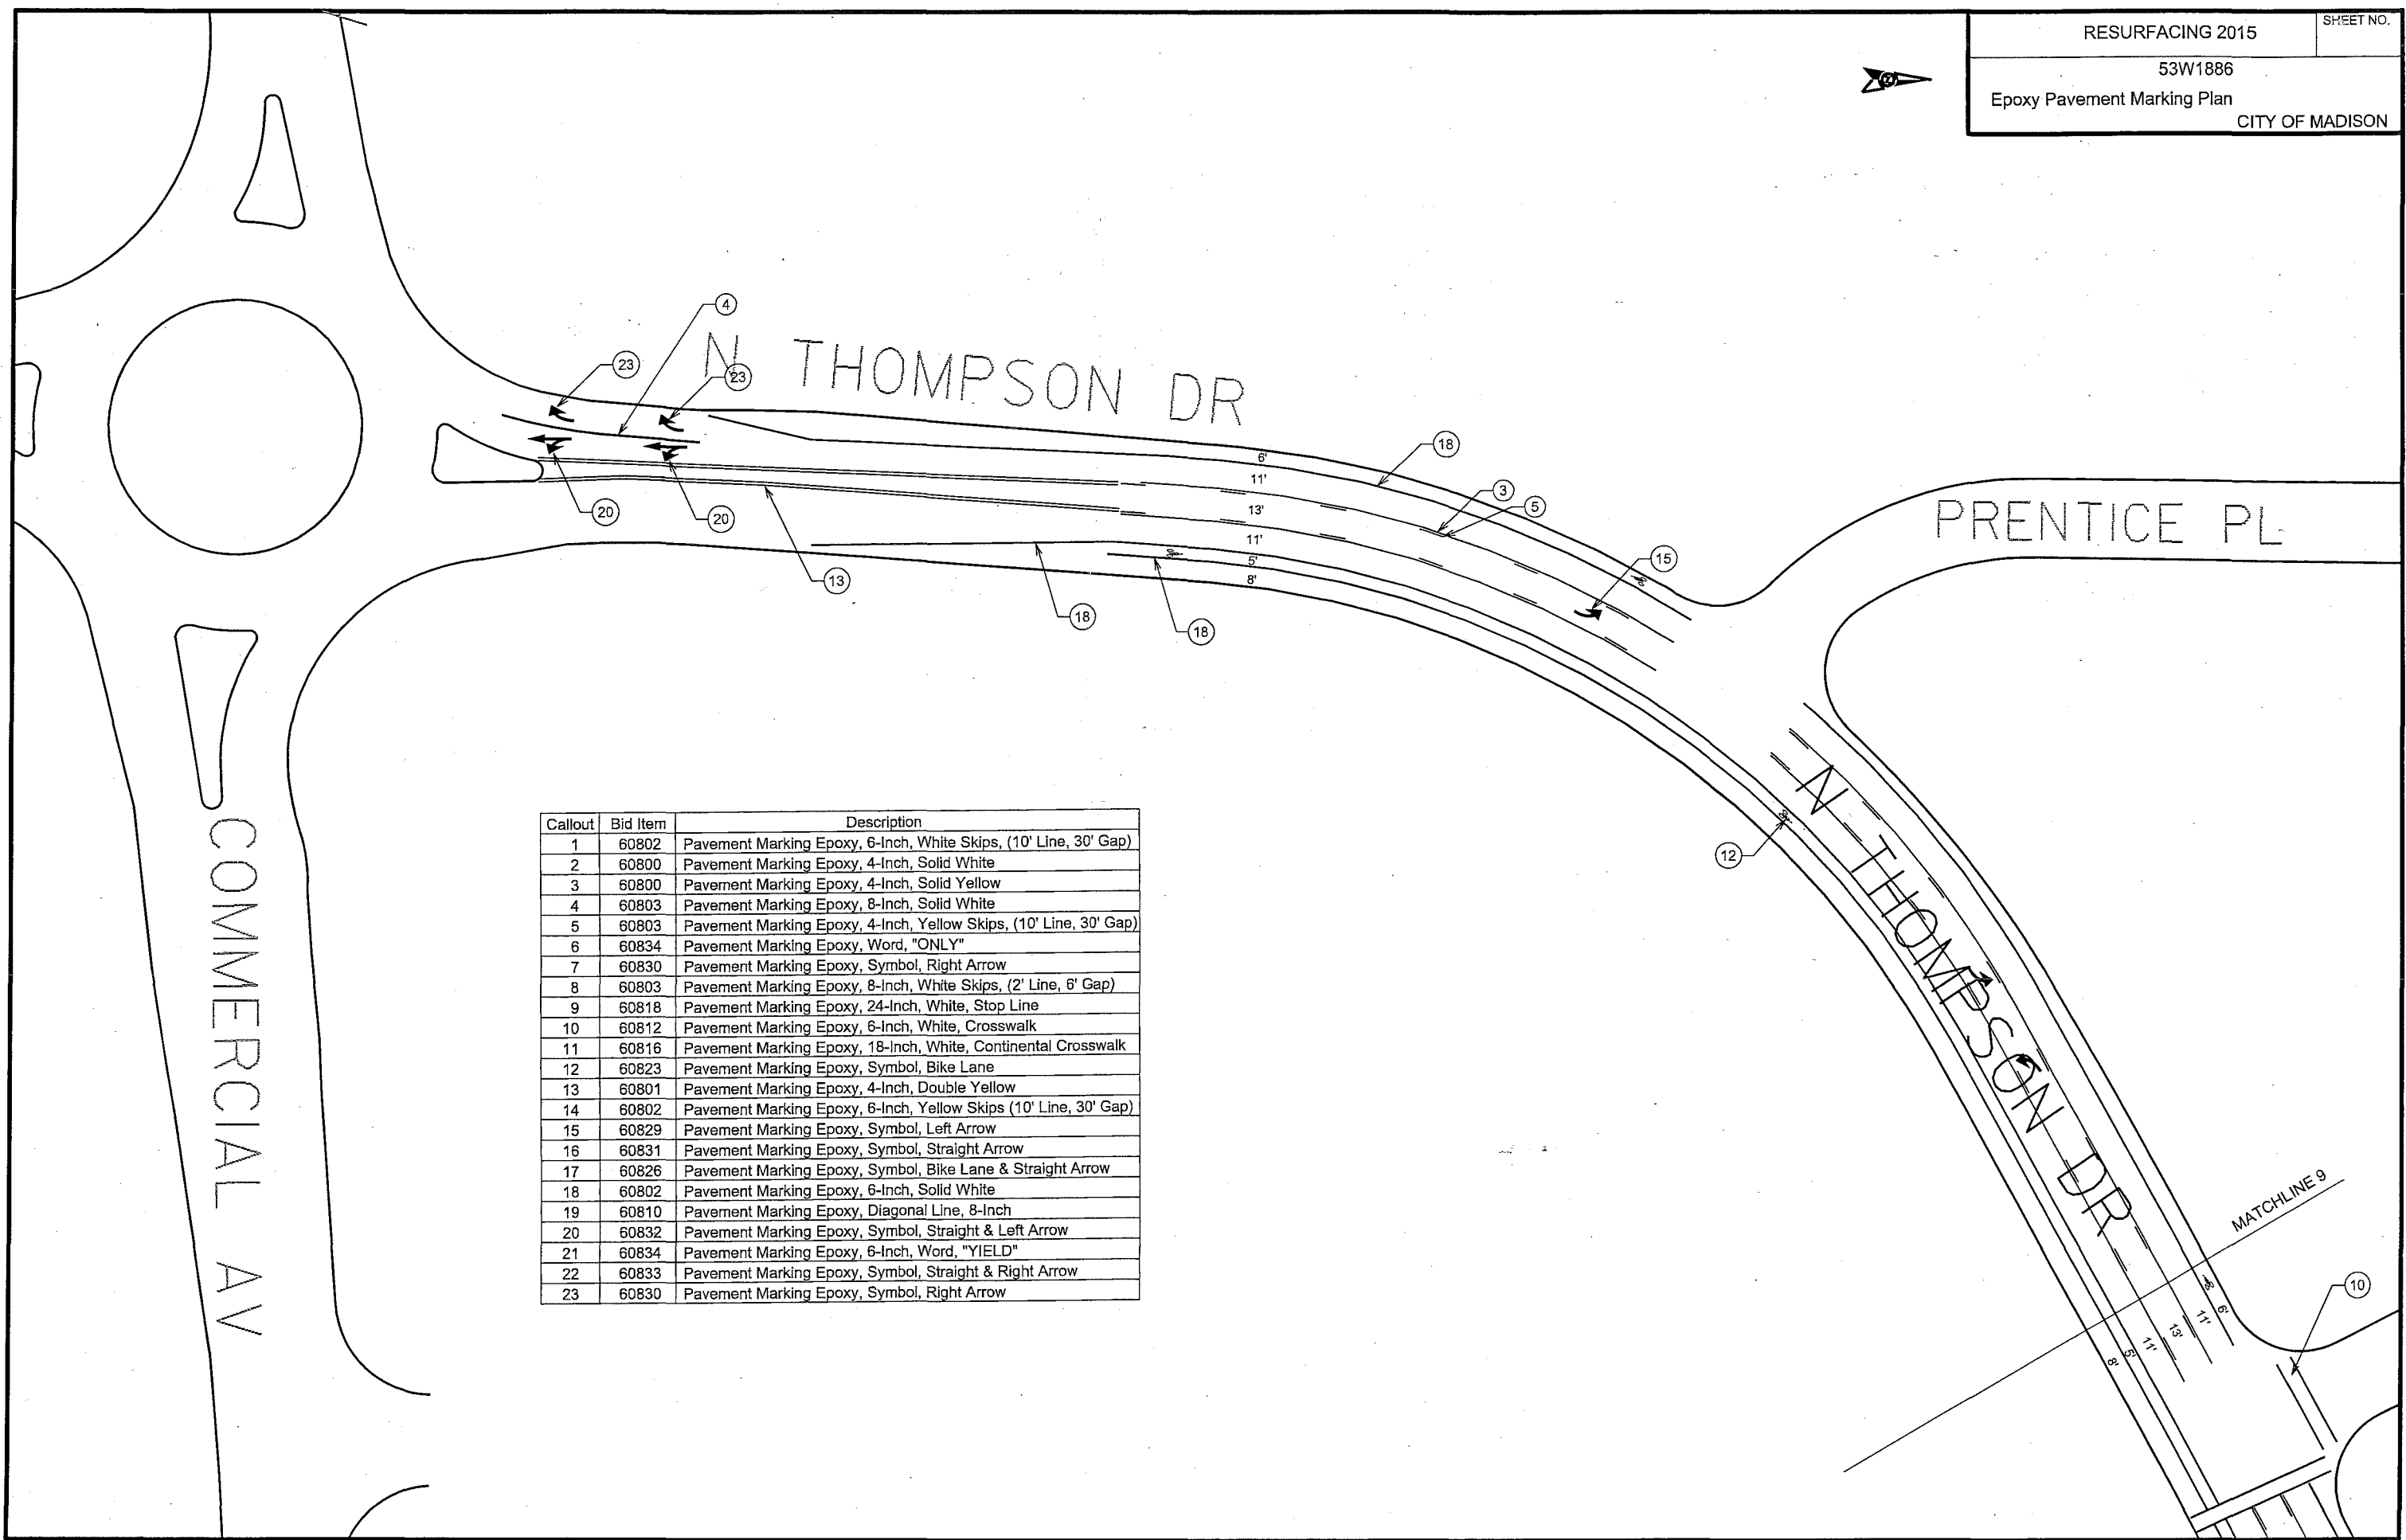 RESURFACING 2015
SHEET NO.
53W1886
Epoxy Pavement Marking Plan
CITY OF MADISON
4
23
23
N THOMPSON DR
18
6'
11'
3
5
13'
20
20
11'
PRENTICE PL
5'
15
13
8'
18
18
12
N THOMPSON DR
COMMERCIAL AV
Callout Bid Item Description
1 60802 Pavement Marking Epoxy, 6-Inch, White Skips, (10' Line, 30' Gap)
2 60800 Pavement Marking Epoxy, 4-Inch, Solid White
3 60800 Pavement Marking Epoxy, 4-Inch, Solid Yellow
4 60803 Pavement Marking Epoxy, 8-Inch, Solid White
5 60803 Pavement Marking Epoxy, 4-Inch, Yellow Skips, (10' Line, 30' Gap)
6 60834 Pavement Marking Epoxy, Word, "ONLY"
7 60830 Pavement Marking Epoxy, Symbol, Right Arrow
8 60803 Pavement Marking Epoxy, 8-Inch, White Skips, (2' Line, 6' Gap)
9 60818 Pavement Marking Epoxy, 24-Inch, White, Stop Line
10 60812 Pavement Marking Epoxy, 6-Inch, White, Crosswalk
11 60816 Pavement Marking Epoxy, 18-Inch, White, Continental Crosswalk
12 60823 Pavement Marking Epoxy, Symbol, Bike Lane
13 60801 Pavement Marking Epoxy, 4-Inch, Double Yellow
14 60802 Pavement Marking Epoxy, 6-Inch, Yellow Skips (10' Line, 30' Gap)
15 60829 Pavement Marking Epoxy, Symbol, Left Arrow
16 60831 Pavement Marking Epoxy, Symbol, Straight Arrow
17 60826 Pavement Marking Epoxy, Symbol, Bike Lane & Straight Arrow
18 60802 Pavement Marking Epoxy, 6-Inch, Solid White
19 60810 Pavement Marking Epoxy, Diagonal Line, 8-Inch
20 60832 Pavement Marking Epoxy, Symbol, Straight & Left Arrow
21 60834 Pavement Marking Epoxy, 6-Inch, Word, "YIELD"
22 60833 Pavement Marking Epoxy, Symbol, Straight & Right Arrow
23 60830 Pavement Marking Epoxy, Symbol, Right Arrow
MATCHLINE 9
10
6'
11'
13'
11'
5'
8'